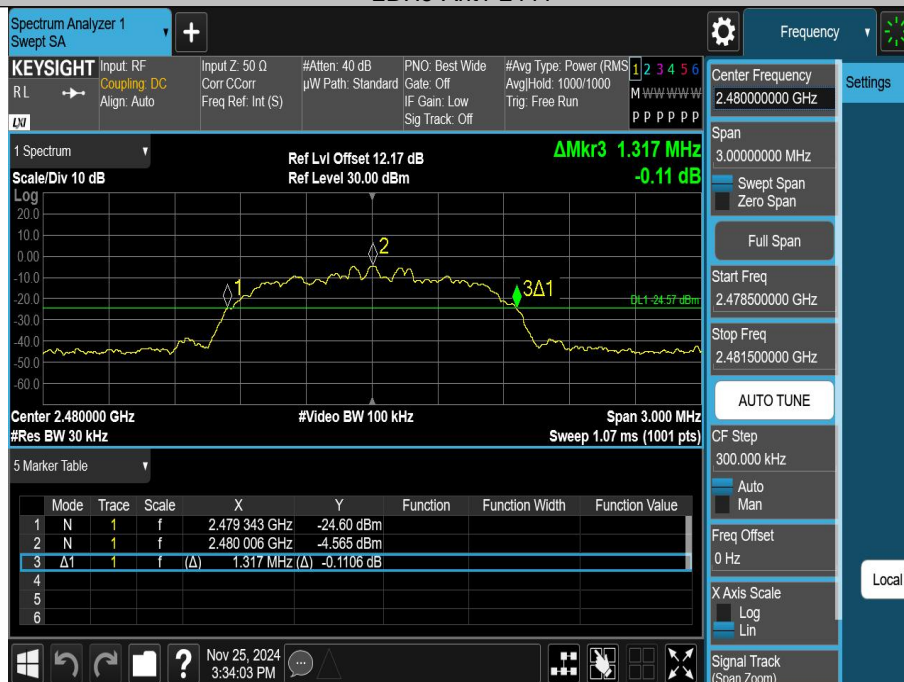 Spectrum Analyzer 1
Swept SA
+
Frequency
KEYSIGHT
RL
LXI
Input: RF
Coupling: DC
Align: Auto
Input Z: 50 Ω
Corr CCorr
Freq Ref: Int (S)
#Atten: 40 dB
µW Path: Standard
PNO: Best Wide
Gate: Off
IF Gain: Low
Sig Track: Off
#Avg Type: Power (RMS
Avg|Hold: 1000/1000
Trig: Free Run
1 2 3 4 5 6
M W W W W W
P P P P P P
1 Spectrum
Scale/Div 10 dB
Ref Lvl Offset 12.17 dB
Ref Level 30.00 dBm
ΔMkr3 1.317 MHz
-0.11 dB
Log
20.0
10.0
0.00
-10.0
-20.0
-30.0
-40.0
-50.0
-60.0
1
2
3Δ1
DL1 -24.57 dBm
Center 2.480000 GHz
#Video BW 100 kHz
Span 3.000 MHz
#Res BW 30 kHz
Sweep 1.07 ms (1001 pts)
5 Marker Table
Mode Trace Scale X Y Function Function Width Function Value
1 N 1 f 2.479 343 GHz -24.60 dBm
2 N 1 f 2.480 006 GHz -4.565 dBm
3 Δ1 1 f (Δ) 1.317 MHz (Δ) -0.1106 dB
4
5
6
?
Nov 25, 2024
3:34:03 PM
Center Frequency
2.480000000 GHz
Span
3.00000000 MHz
Swept Span
Zero Span
Full Span
Start Freq
2.478500000 GHz
Stop Freq
2.481500000 GHz
AUTO TUNE
CF Step
300.000 kHz
Auto
Man
Freq Offset
0 Hz
X Axis Scale
Log
Lin
Signal Track
(Span Zoom)
Settings
Local